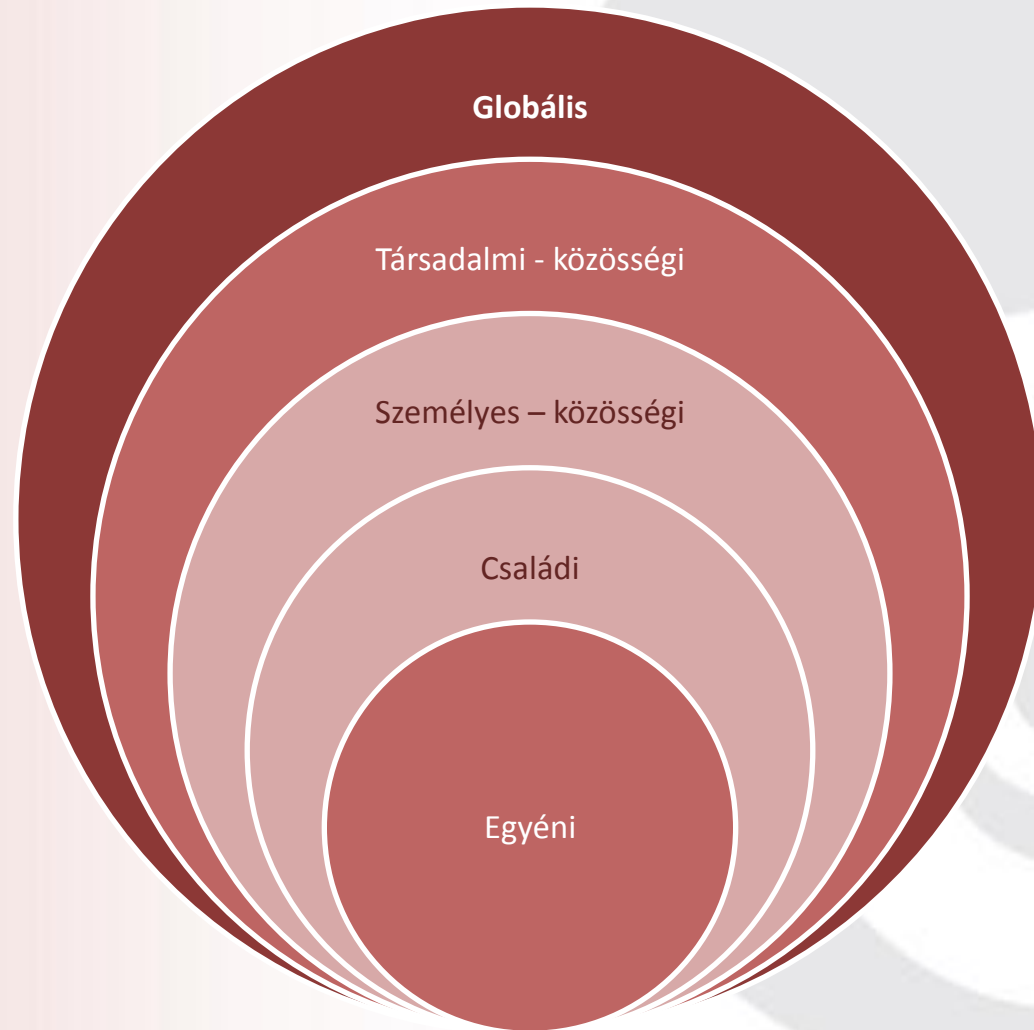 Globális
Társadalmi - közösségi
Személyes – közösségi
Családi
Egyéni